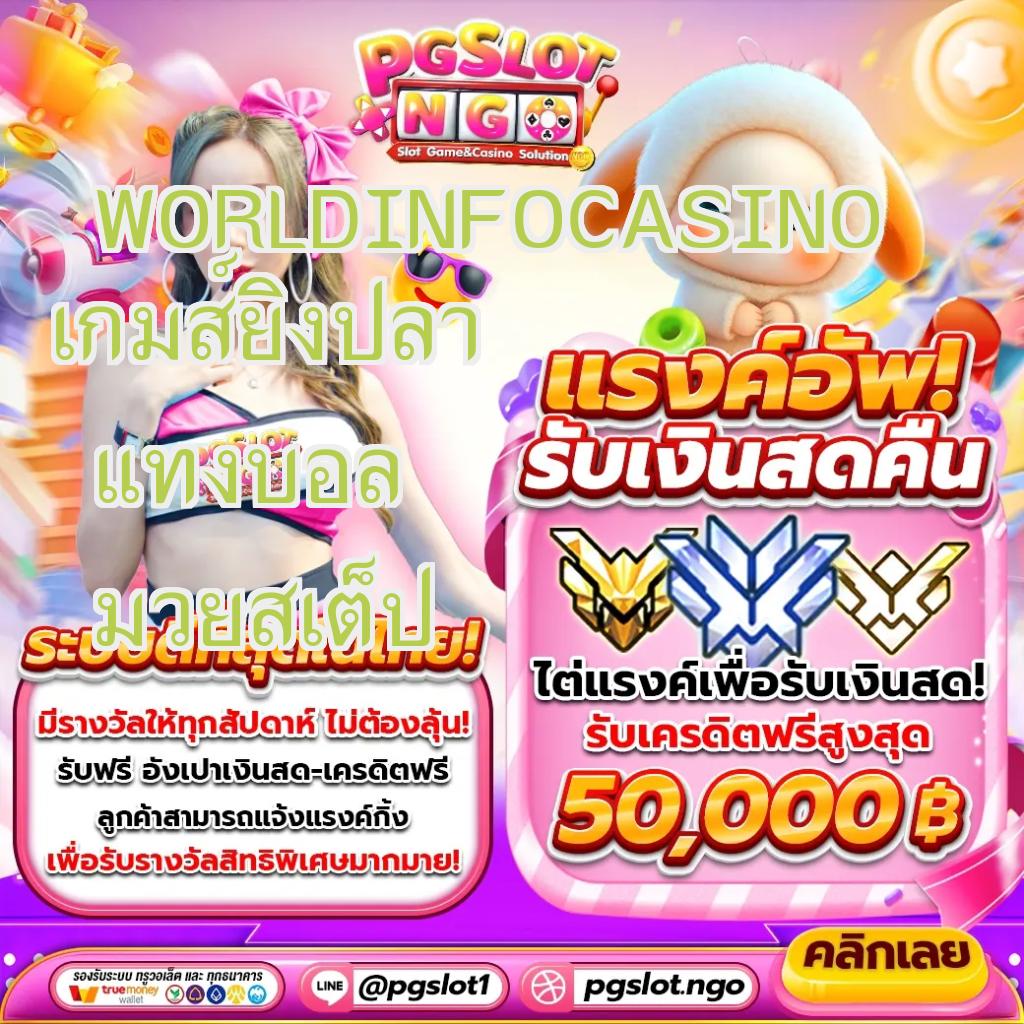 PGSLOT
NGO
Slot Game&Casino Solution
WORLDINFOCASINO
เกมส์ยิงปลา
แทงบอล
มวยสเต็ป
PGSLOT
แรงค์อัพ!
รับเงินสดคืน
ไต่แรงค์เพื่อรับเงินสด!
รับเครดิตฟรีสูงสุด
50,000 ฿
มีรางวัลให้ทุกสัปดาห์ ไม่ต้องลุ้น!
รับฟรี อังเปาเงินสด-เครดิตฟรี
ลูกค้าสามารถแจ้งแรงค์กิ้ง
เพื่อรับรางวัลสิทธิพิเศษมากมาย!
คลิกเลย
รองรับระบบ ทรูวอเล็ต และ ทุกธนาคาร
truemoney
wallet
LINE @pgslot1
pgslot.ngo